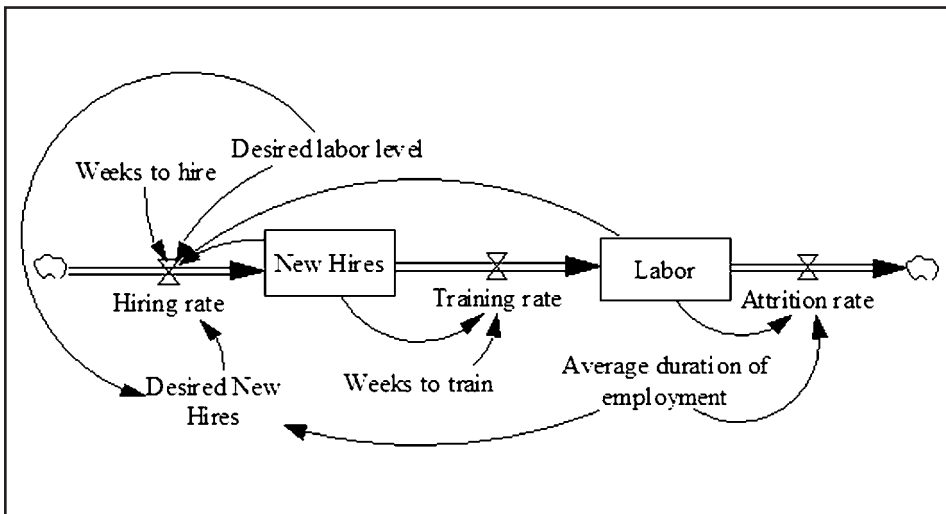 Desired labor level
Weeks to hire
New Hires
Labor
Hiring rate
Training rate
Attrition rate
Weeks to train
Average duration of
employment
Desired New
Hires